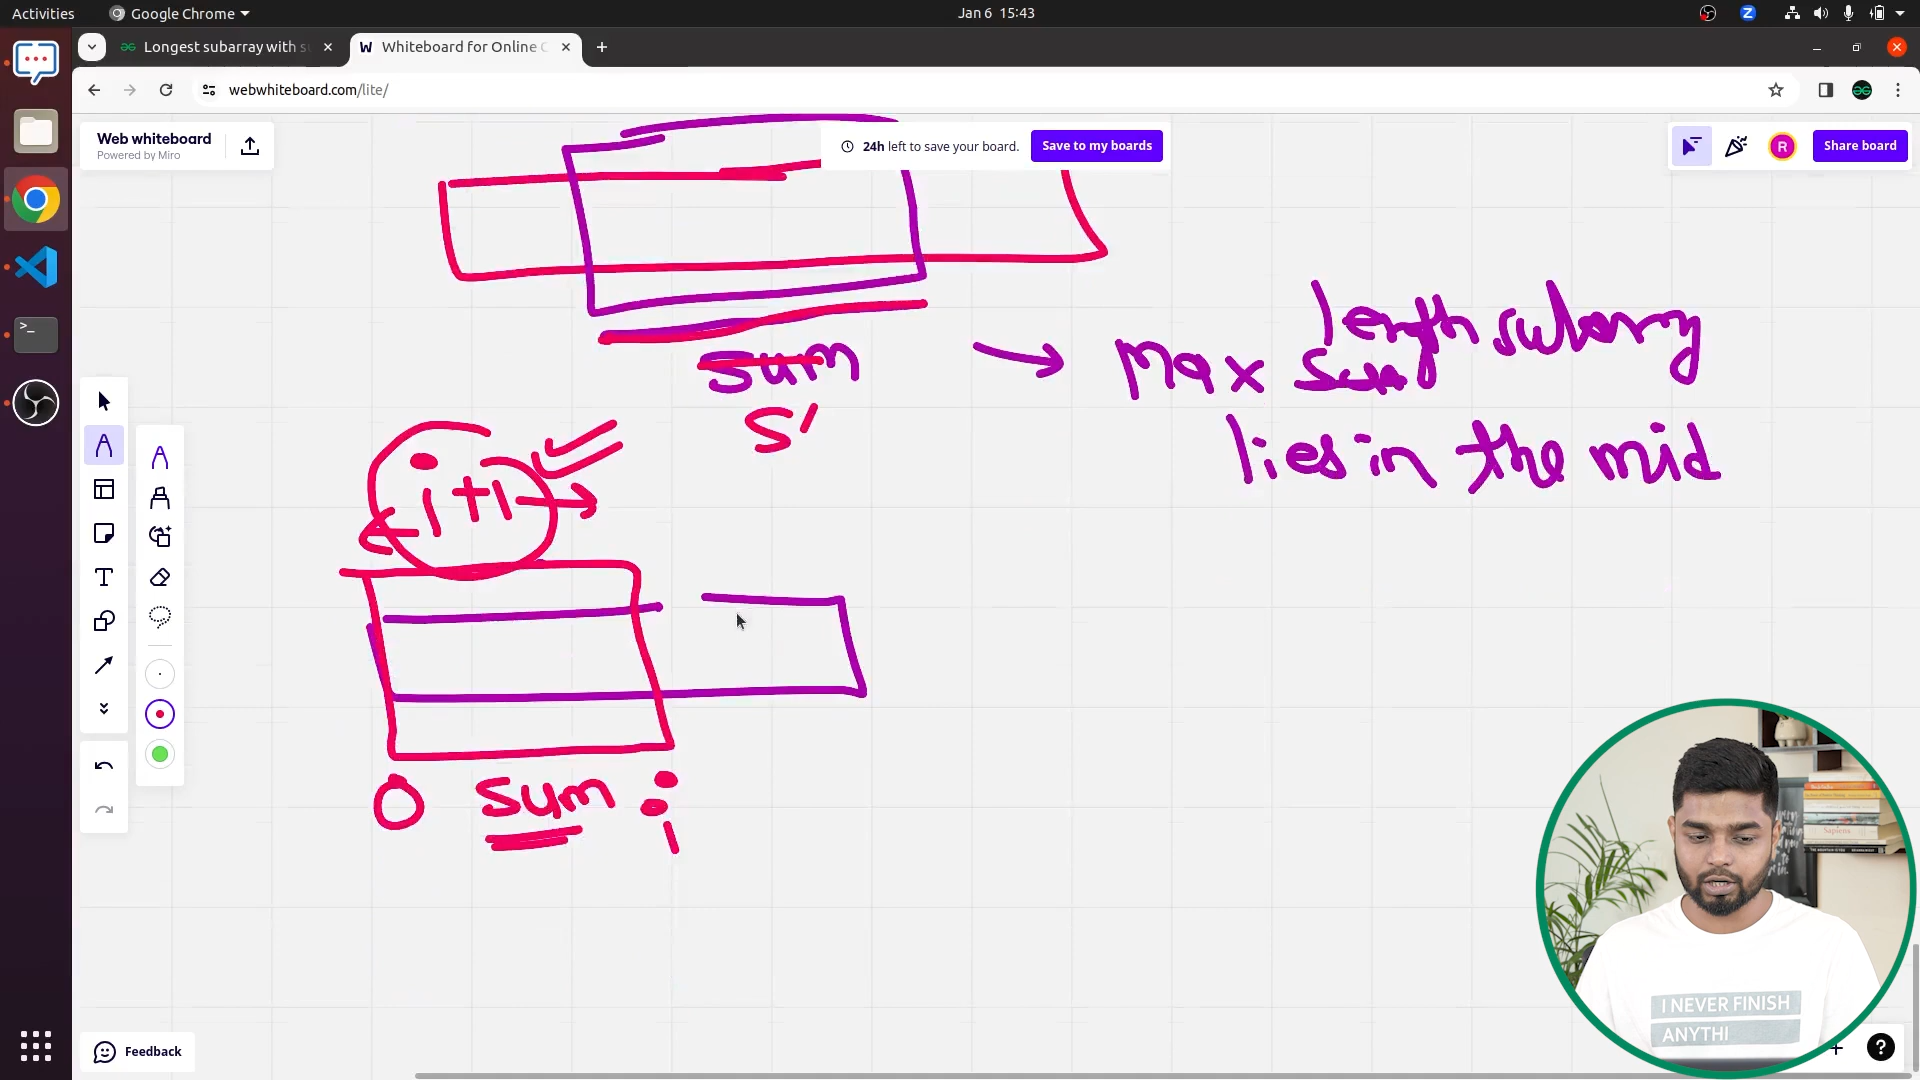 Activities
Google Chrome
Jan 6 15:43
Z
Longest subarray with s
W Whiteboard for Online C
webwhiteboard.com/lite/
Web whiteboard
Powered by Miro
24h left to save your board.
Save to my boards
R
Share board
length subarray
sum
Max sum
S'
lies in the mid
i+1
T
0 sum i
i
I NEVER FINISH
ANYTHI
Feedback
?